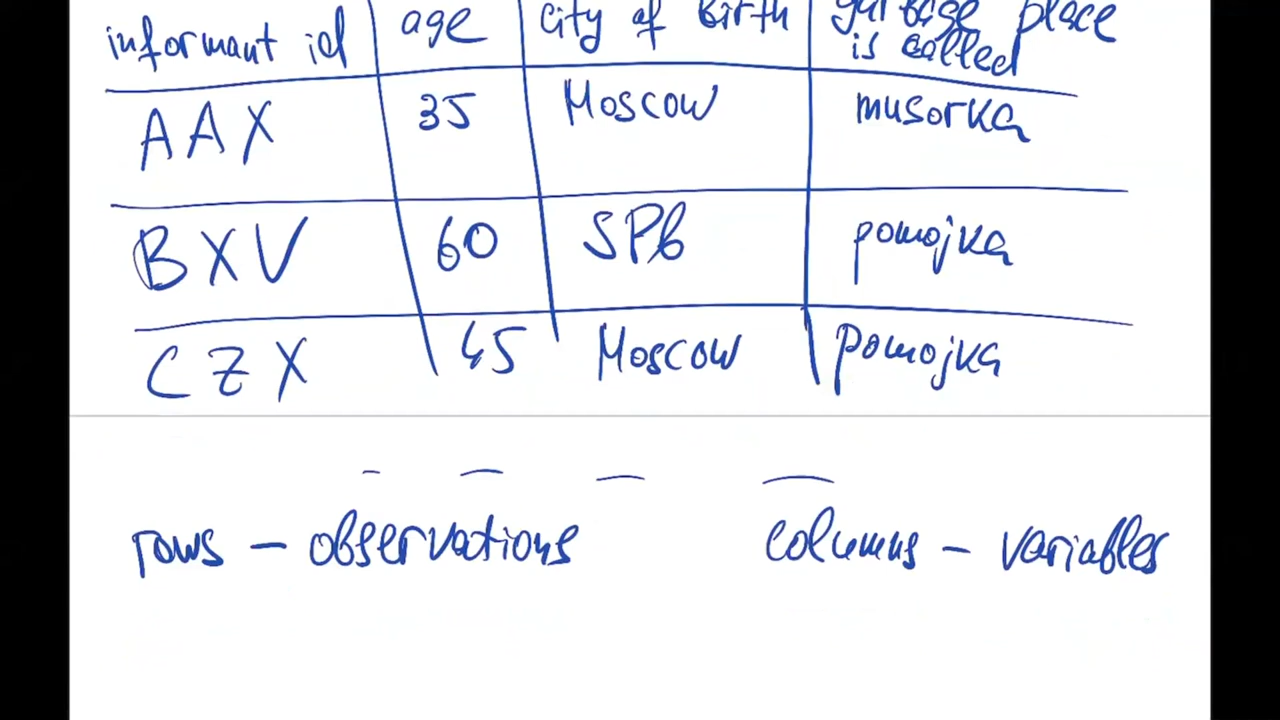 informant id age city of birth garbage place
is called
AAX 35 Moscow musorka
BXV 60 SPb pomojka
CZX 45 Moscow pomojka
rows – observations columns – variables